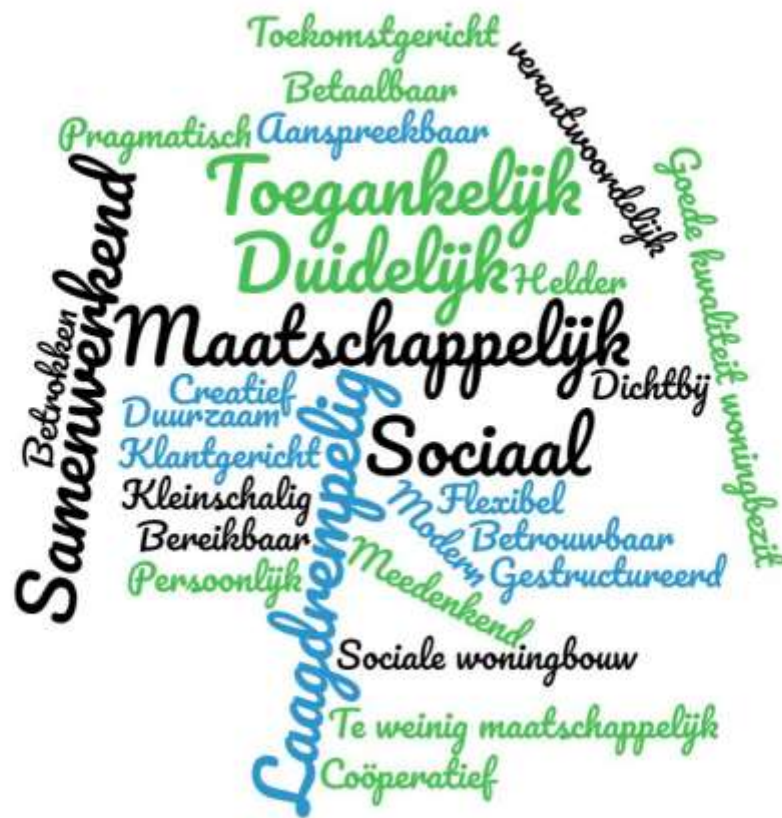 Toekomstgericht
verantwoordelijk
Betaalbaar
Pragmatisch
Aanspreekbaar
Toegankelijk
Goede kwaliteit woningbezit
Samenwerkend
Duidelijk
Helder
Maatschappelijk
Betrokken
Dichtbij
Creatief
Duurzaam
Sociaal
Klantgericht
Laagdrempelig
Kleinschalig
Flexibel
Modern
Bereikbaar
Betrouwbaar
Persoonlijk
Meedenkend
Gestructureerd
Sociale woningbouw
Te weinig maatschappelijk
Coöperatief